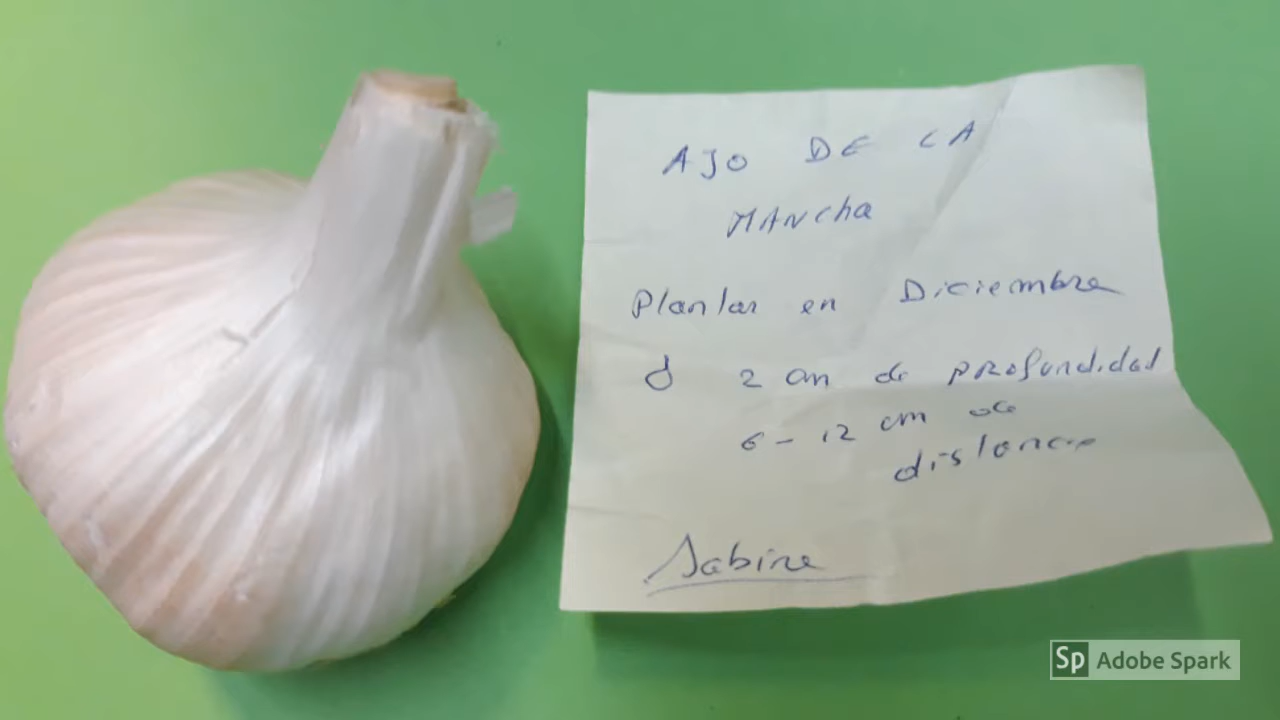 AJO DE LA
MANCha
Plantar en Diciembre
2 cm de profundidad
6 - 12 cm de
distancia
Sabine
Sp Adobe Spark